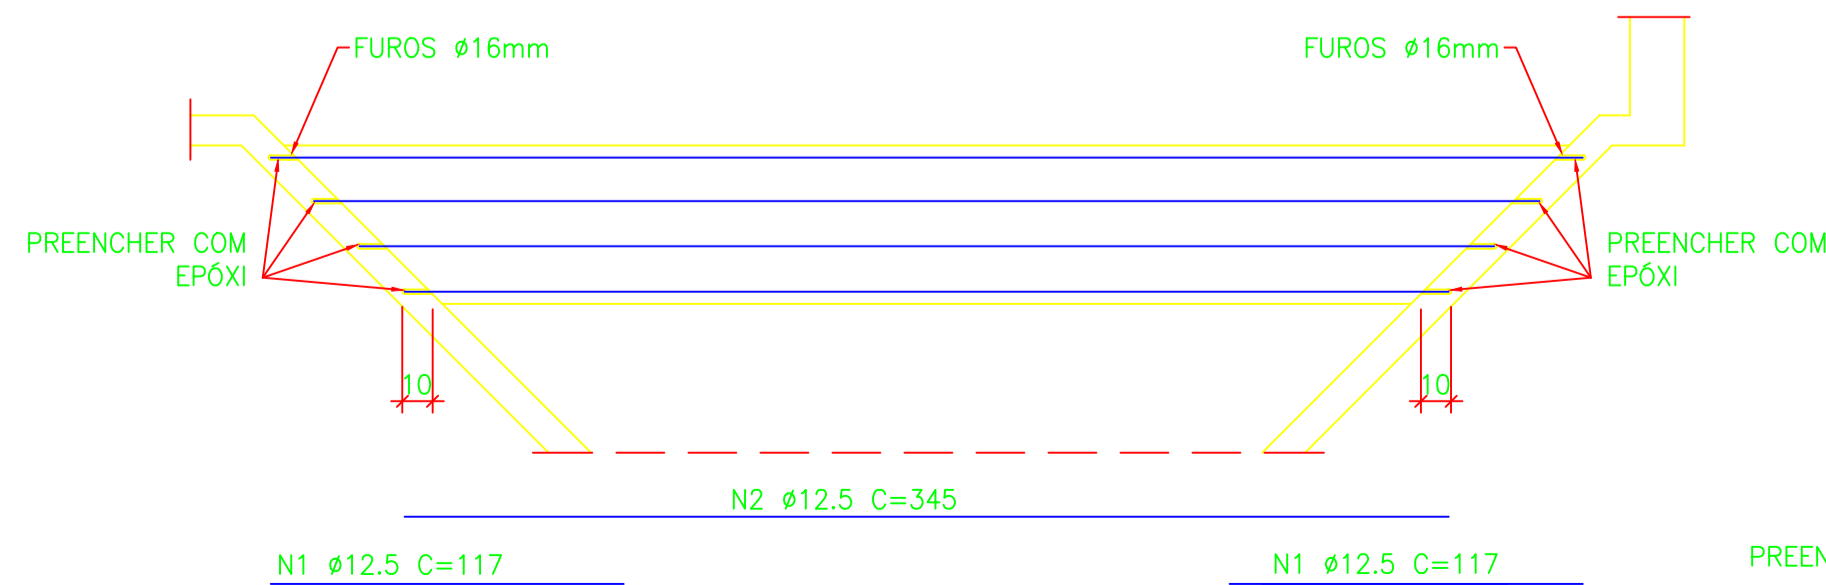 FUROS ø16mm
FUROS ø16mm
PREENCHER COM
EPÓXI
PREENCHER COM
EPÓXI
10
10
N2 ø12.5 C=345
N1 ø12.5 C=117
N1 ø12.5 C=117